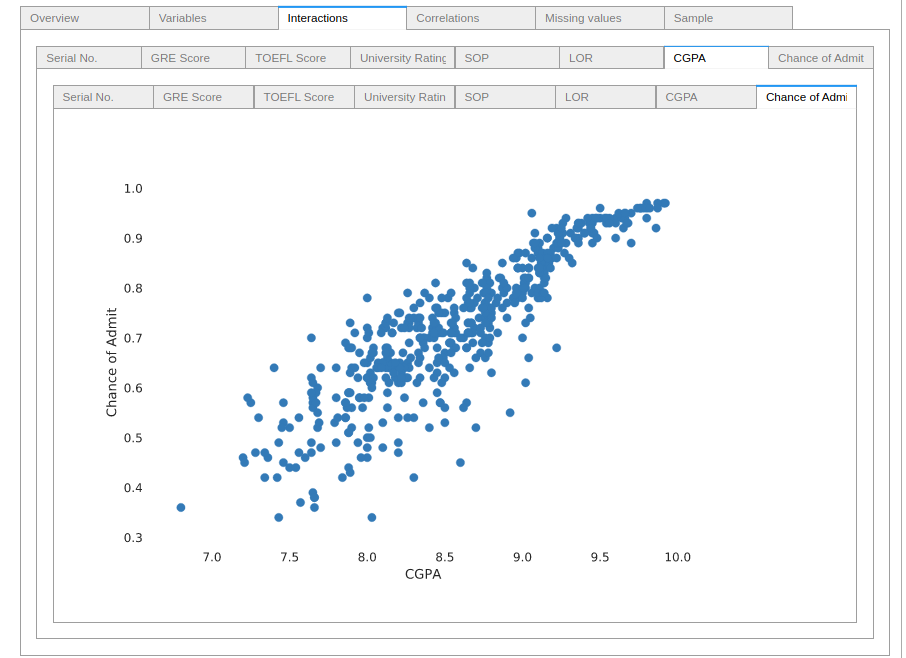 Overview Variables Interactions Correlations Missing values Sample
Serial No. GRE Score TOEFL Score University Rating SOP LOR CGPA Chance of Admit
Serial No. GRE Score TOEFL Score University Ratin SOP LOR CGPA Chance of Admi
1.0
0.9
0.8
0.7
0.6
0.5
0.4
0.3
Chance of Admit
7.0 7.5 8.0 8.5 9.0 9.5 10.0
CGPA